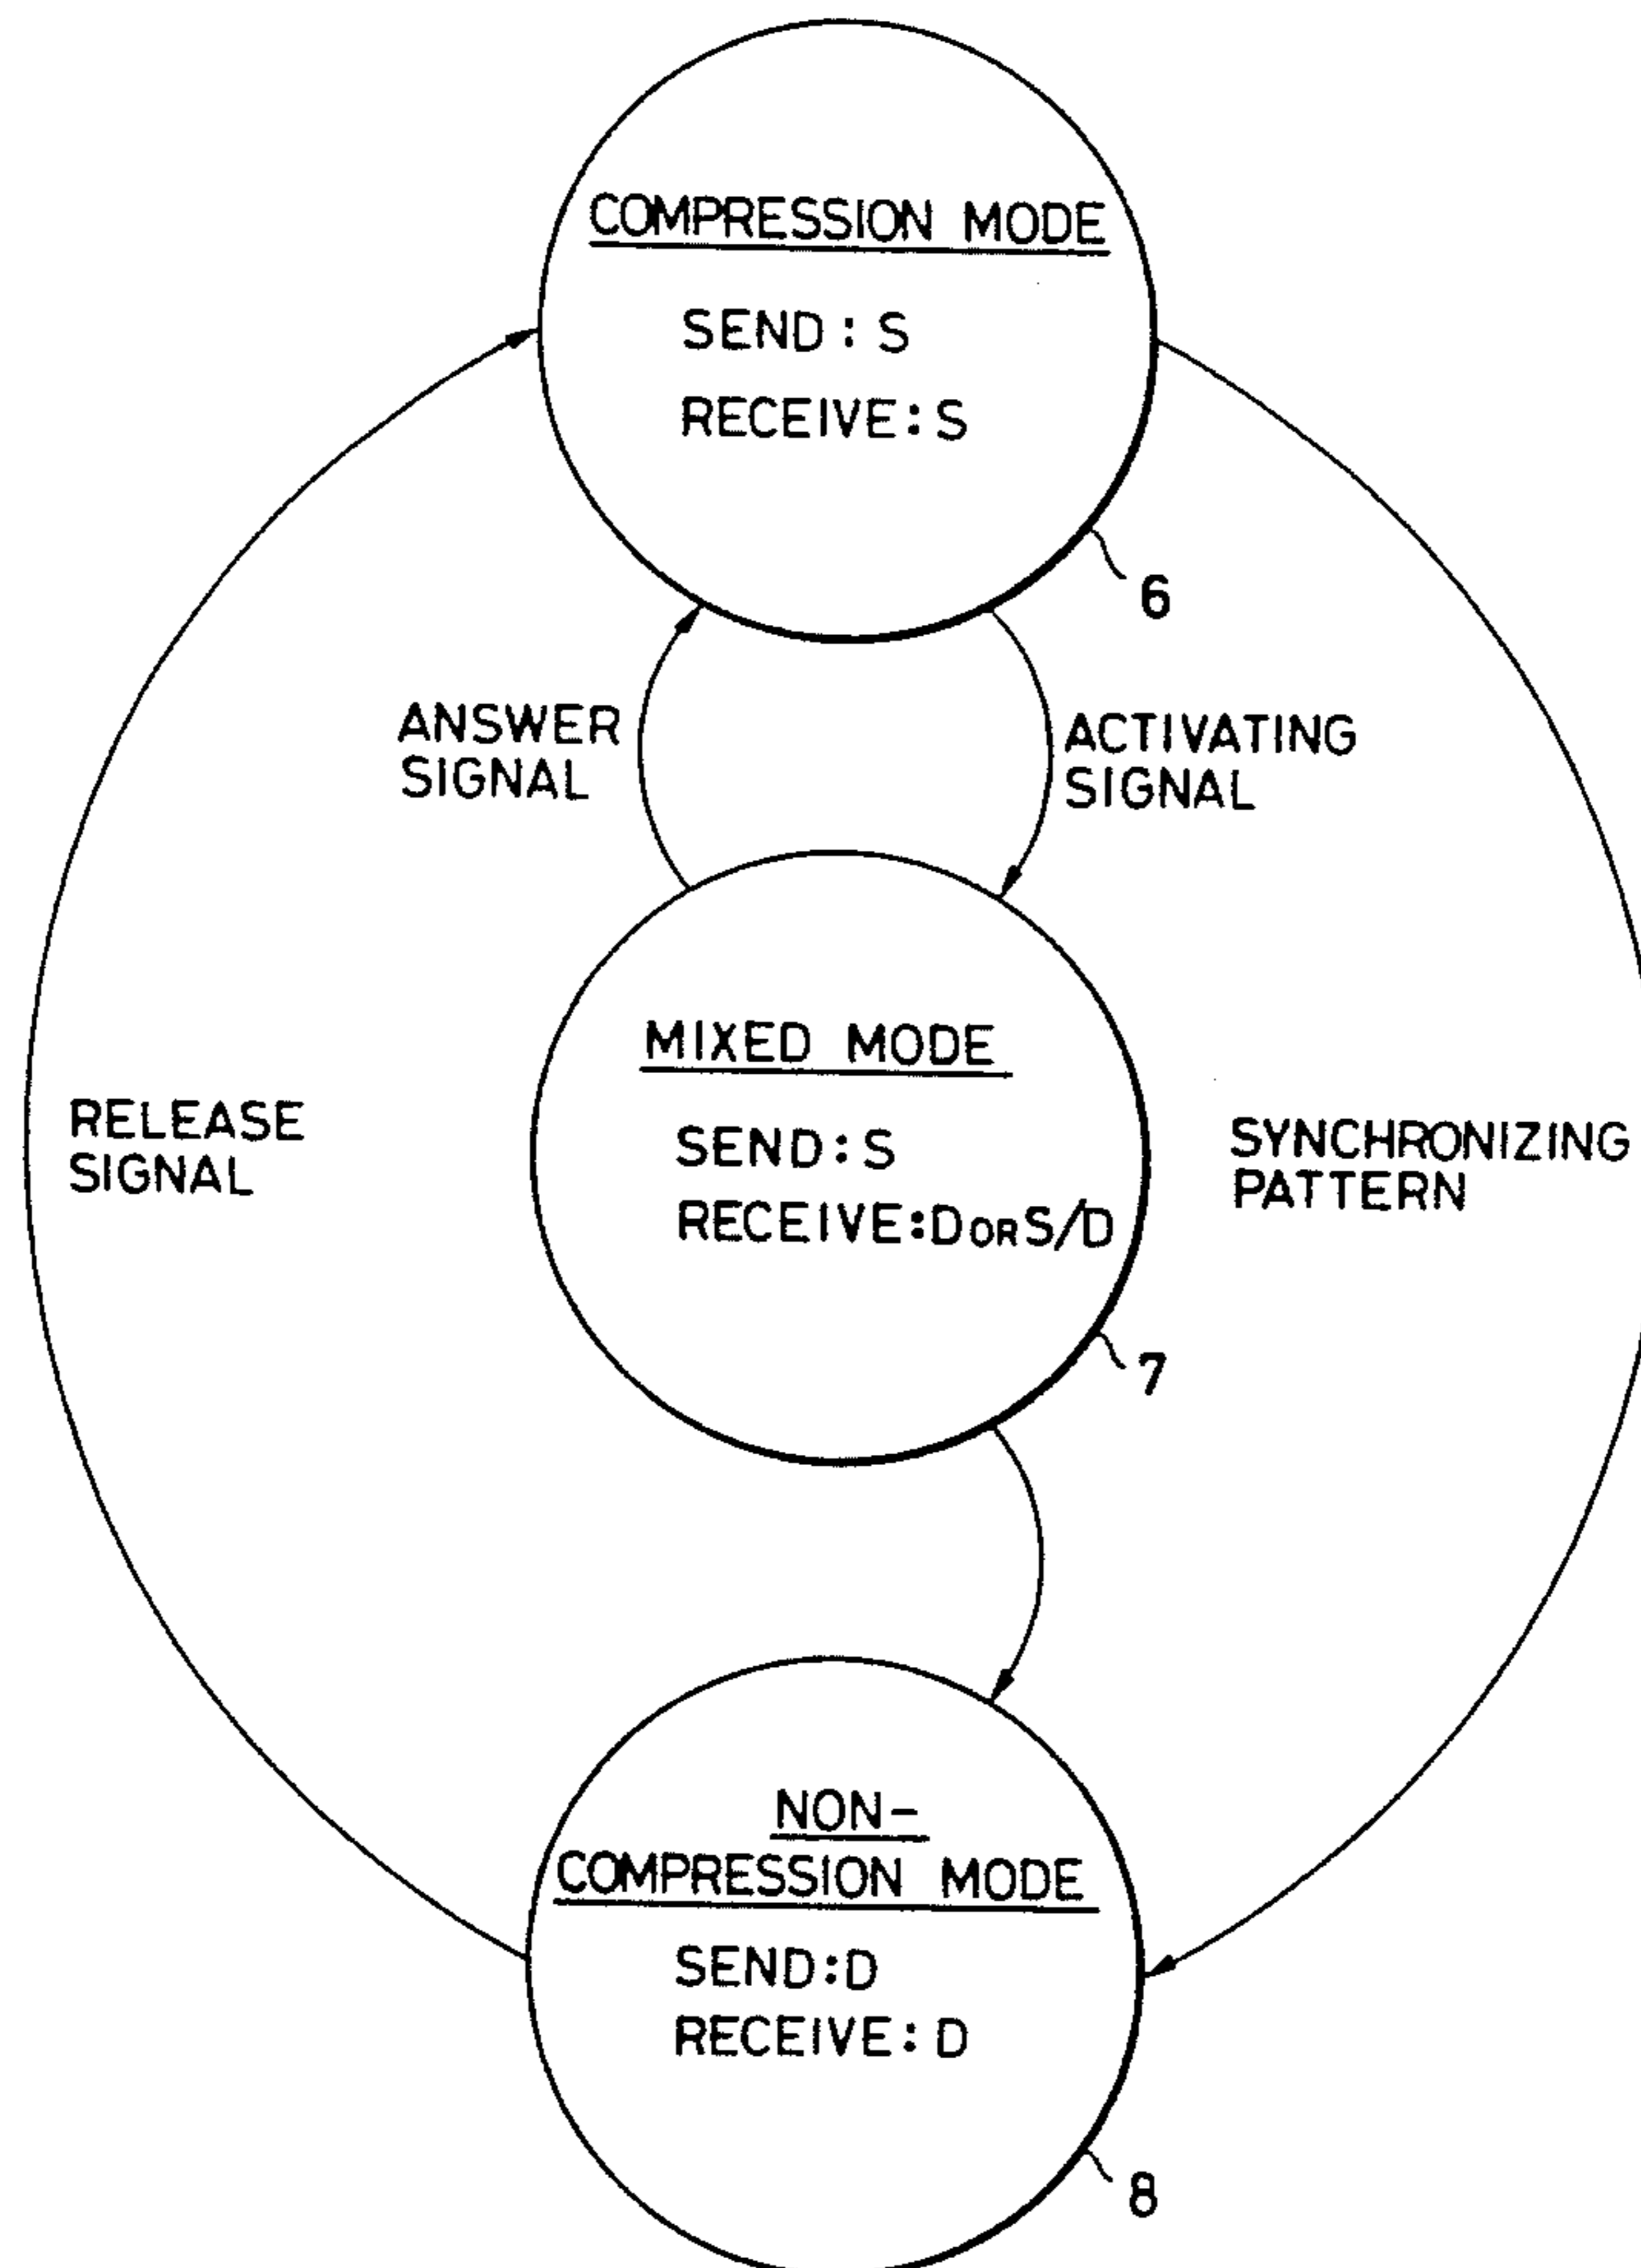 COMPRESSION MODE
SEND : S
RECEIVE : S
6
ANSWER
SIGNAL
ACTIVATING
SIGNAL
MIXED MODE
SEND : S
RECEIVE : D OR S/D
7
RELEASE
SIGNAL
SYNCHRONIZING
PATTERN
NON-
COMPRESSION MODE
SEND : D
RECEIVE : D
8